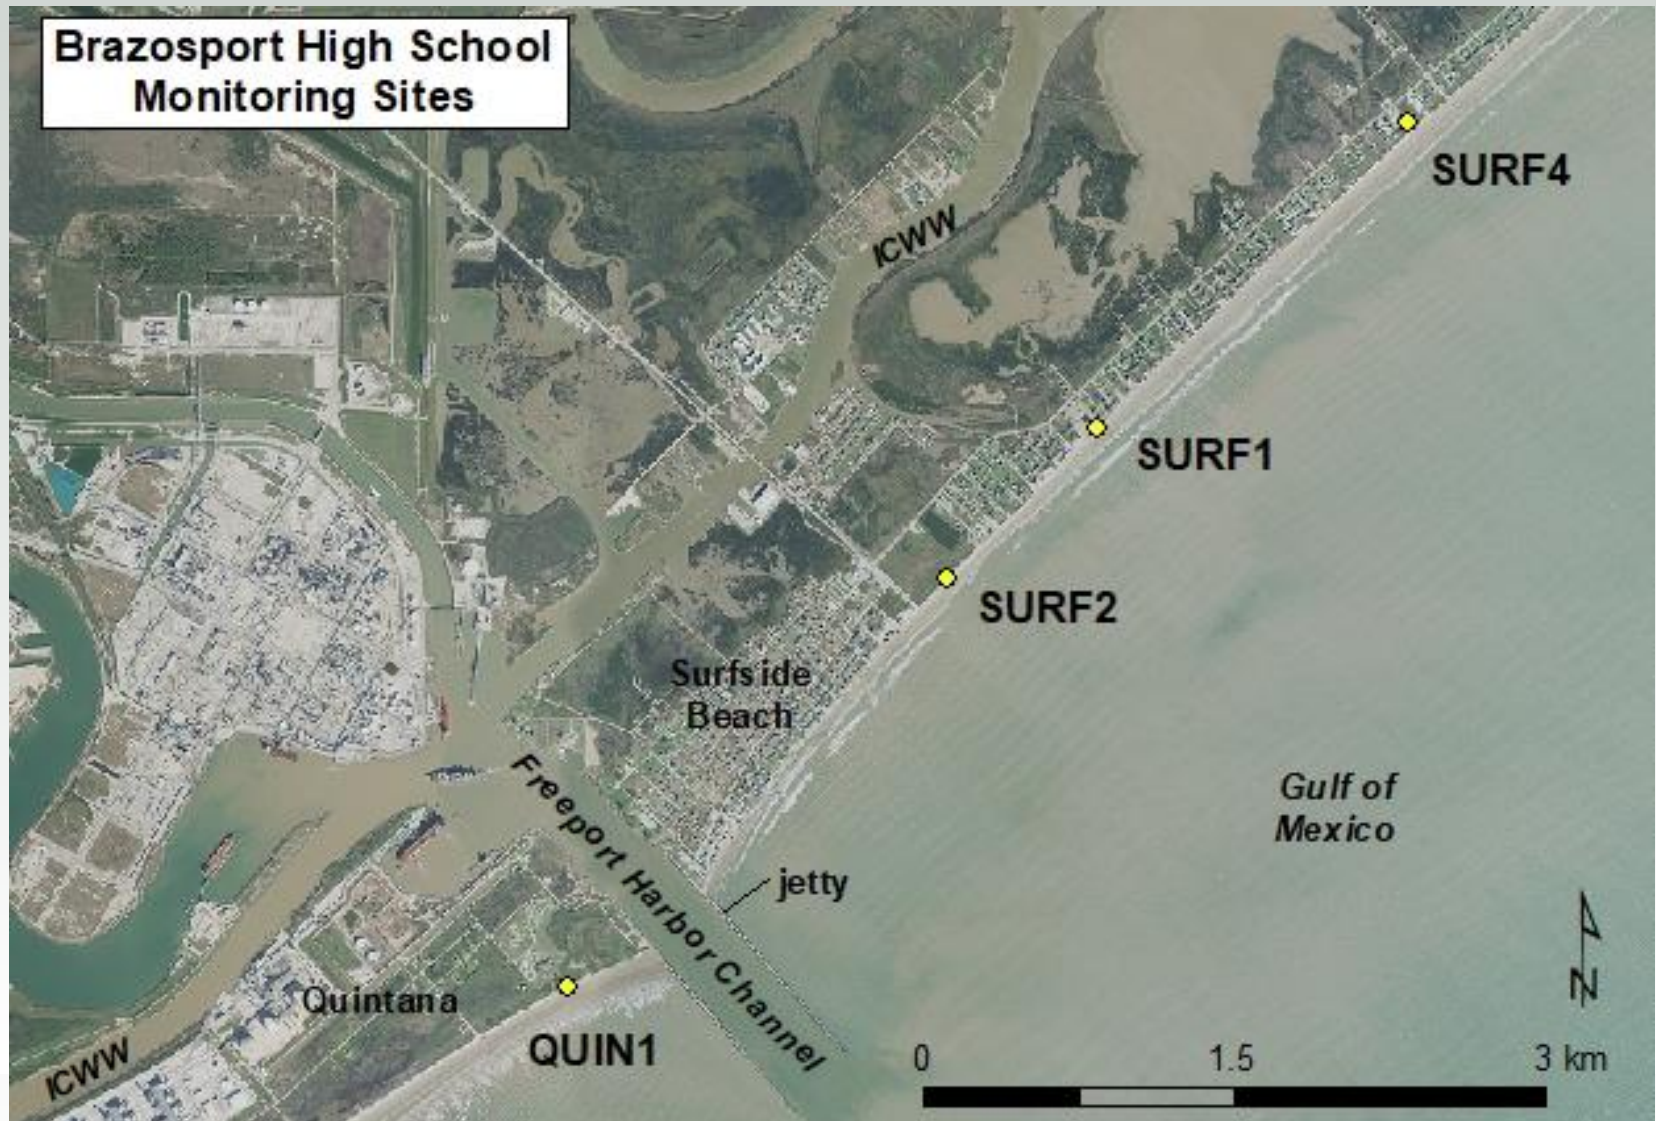 Brazosport High School
Monitoring Sites
SURF4
ICWW
SURF1
SURF2
Surfside
Beach
Gulf of
Mexico
Freeport Harbor Channel
jetty
Quintana
QUIN1
ICWW
N
0 1.5 3 km